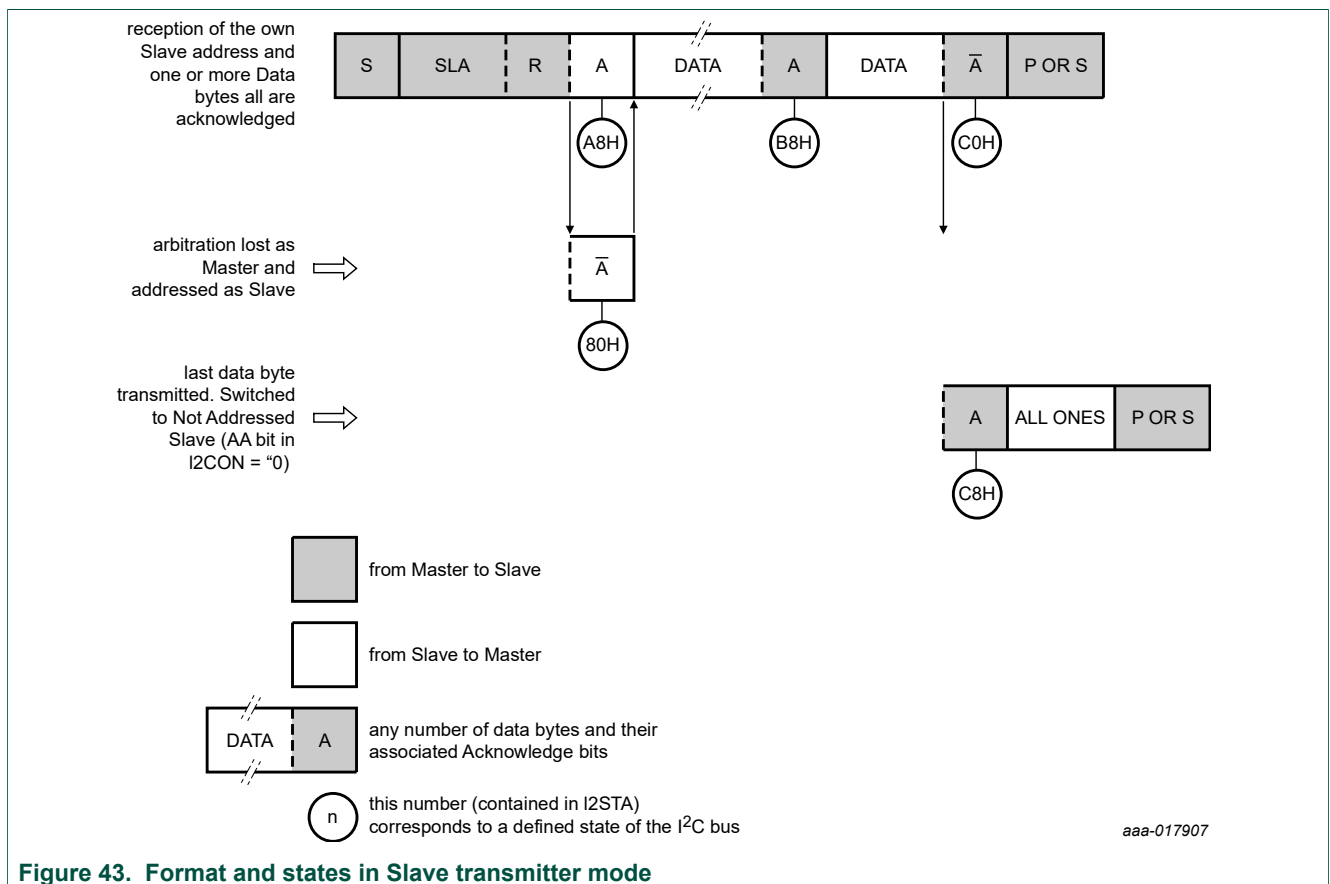 reception of the own
Slave address and
one or more Data
bytes all are
acknowledged
S SLA R A DATA A DATA A̅ P OR S
A8H B8H C0H
arbitration lost as
Master and
addressed as Slave
A̅
80H
last data byte
transmitted. Switched
to Not Addressed
Slave (AA bit in
I2CON = “0)
A ALL ONES P OR S
C8H
from Master to Slave
from Slave to Master
DATA A
any number of data bytes and their
associated Acknowledge bits
n
this number (contained in I2STA)
corresponds to a defined state of the I²C bus
aaa-017907
Figure 43. Format and states in Slave transmitter mode